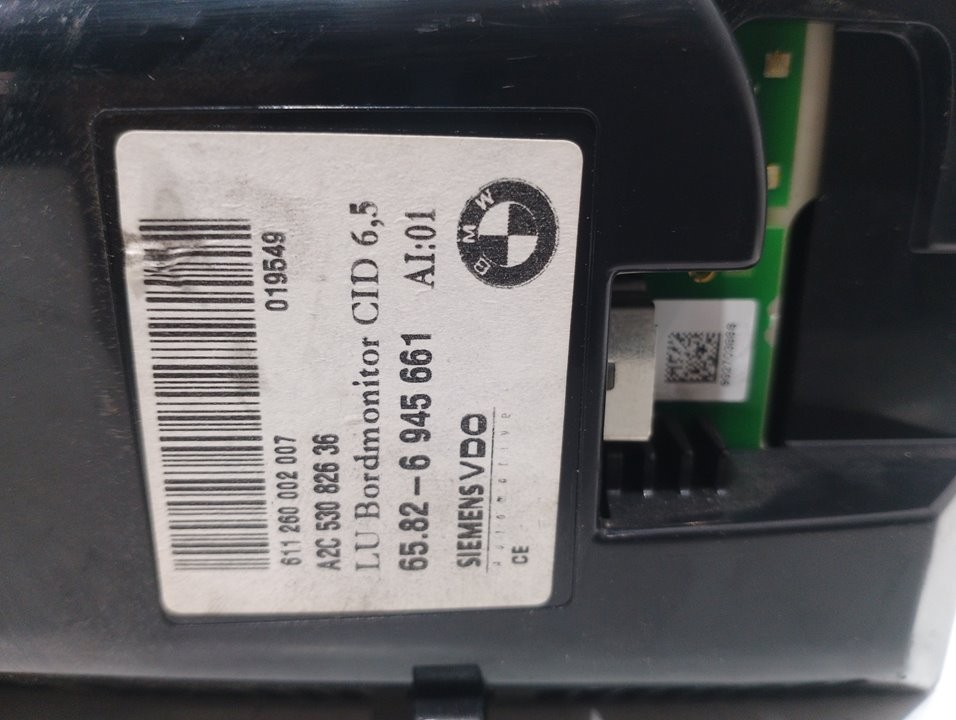 019549
611 260 002 007
A2C 530 826 36
LU Bordmonitor CID 6,5
65.82-6 945 661 AI:01
SIEMENS VDO
automotive
CE
BMW